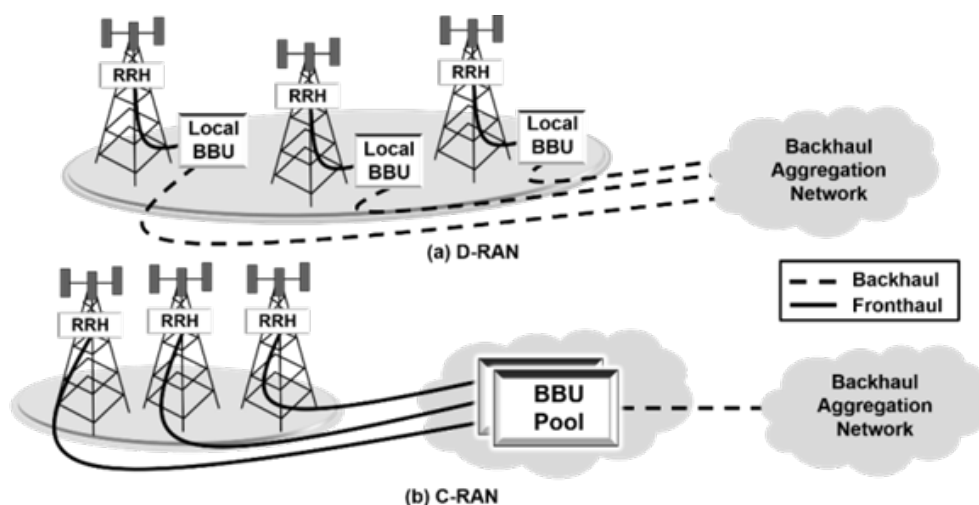 RRH
RRH
RRH
Local
BBU
Local
BBU
Local
BBU
Backhaul
Aggregation
Network
(a) D-RAN
Backhaul
Fronthaul
RRH
RRH
RRH
BBU
Pool
Backhaul
Aggregation
Network
(b) C-RAN